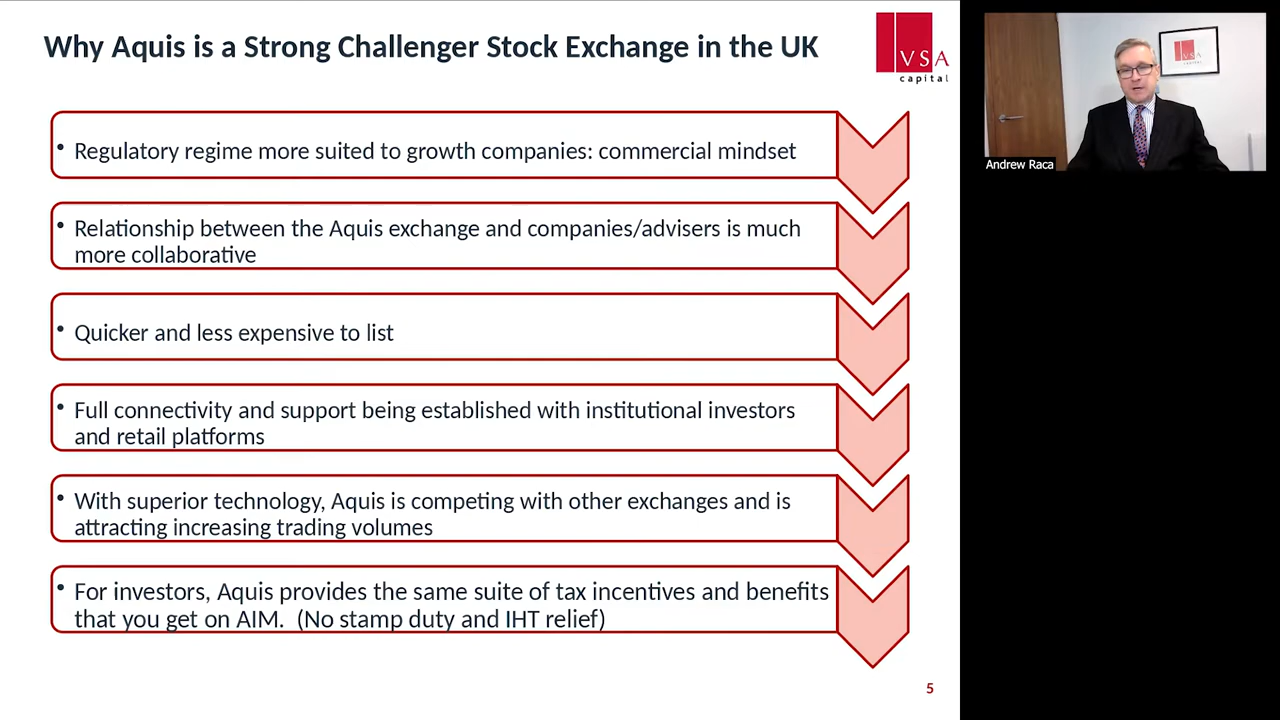 Why Aquis is a Strong Challenger Stock Exchange in the UK
VSA
capital
• Regulatory regime more suited to growth companies: commercial mindset
• Relationship between the Aquis exchange and companies/advisers is much
more collaborative
• Quicker and less expensive to list
• Full connectivity and support being established with institutional investors
and retail platforms
• With superior technology, Aquis is competing with other exchanges and is
attracting increasing trading volumes
• For investors, Aquis provides the same suite of tax incentives and benefits
that you get on AIM. (No stamp duty and IHT relief)
5
VSA
capital
Andrew Raca